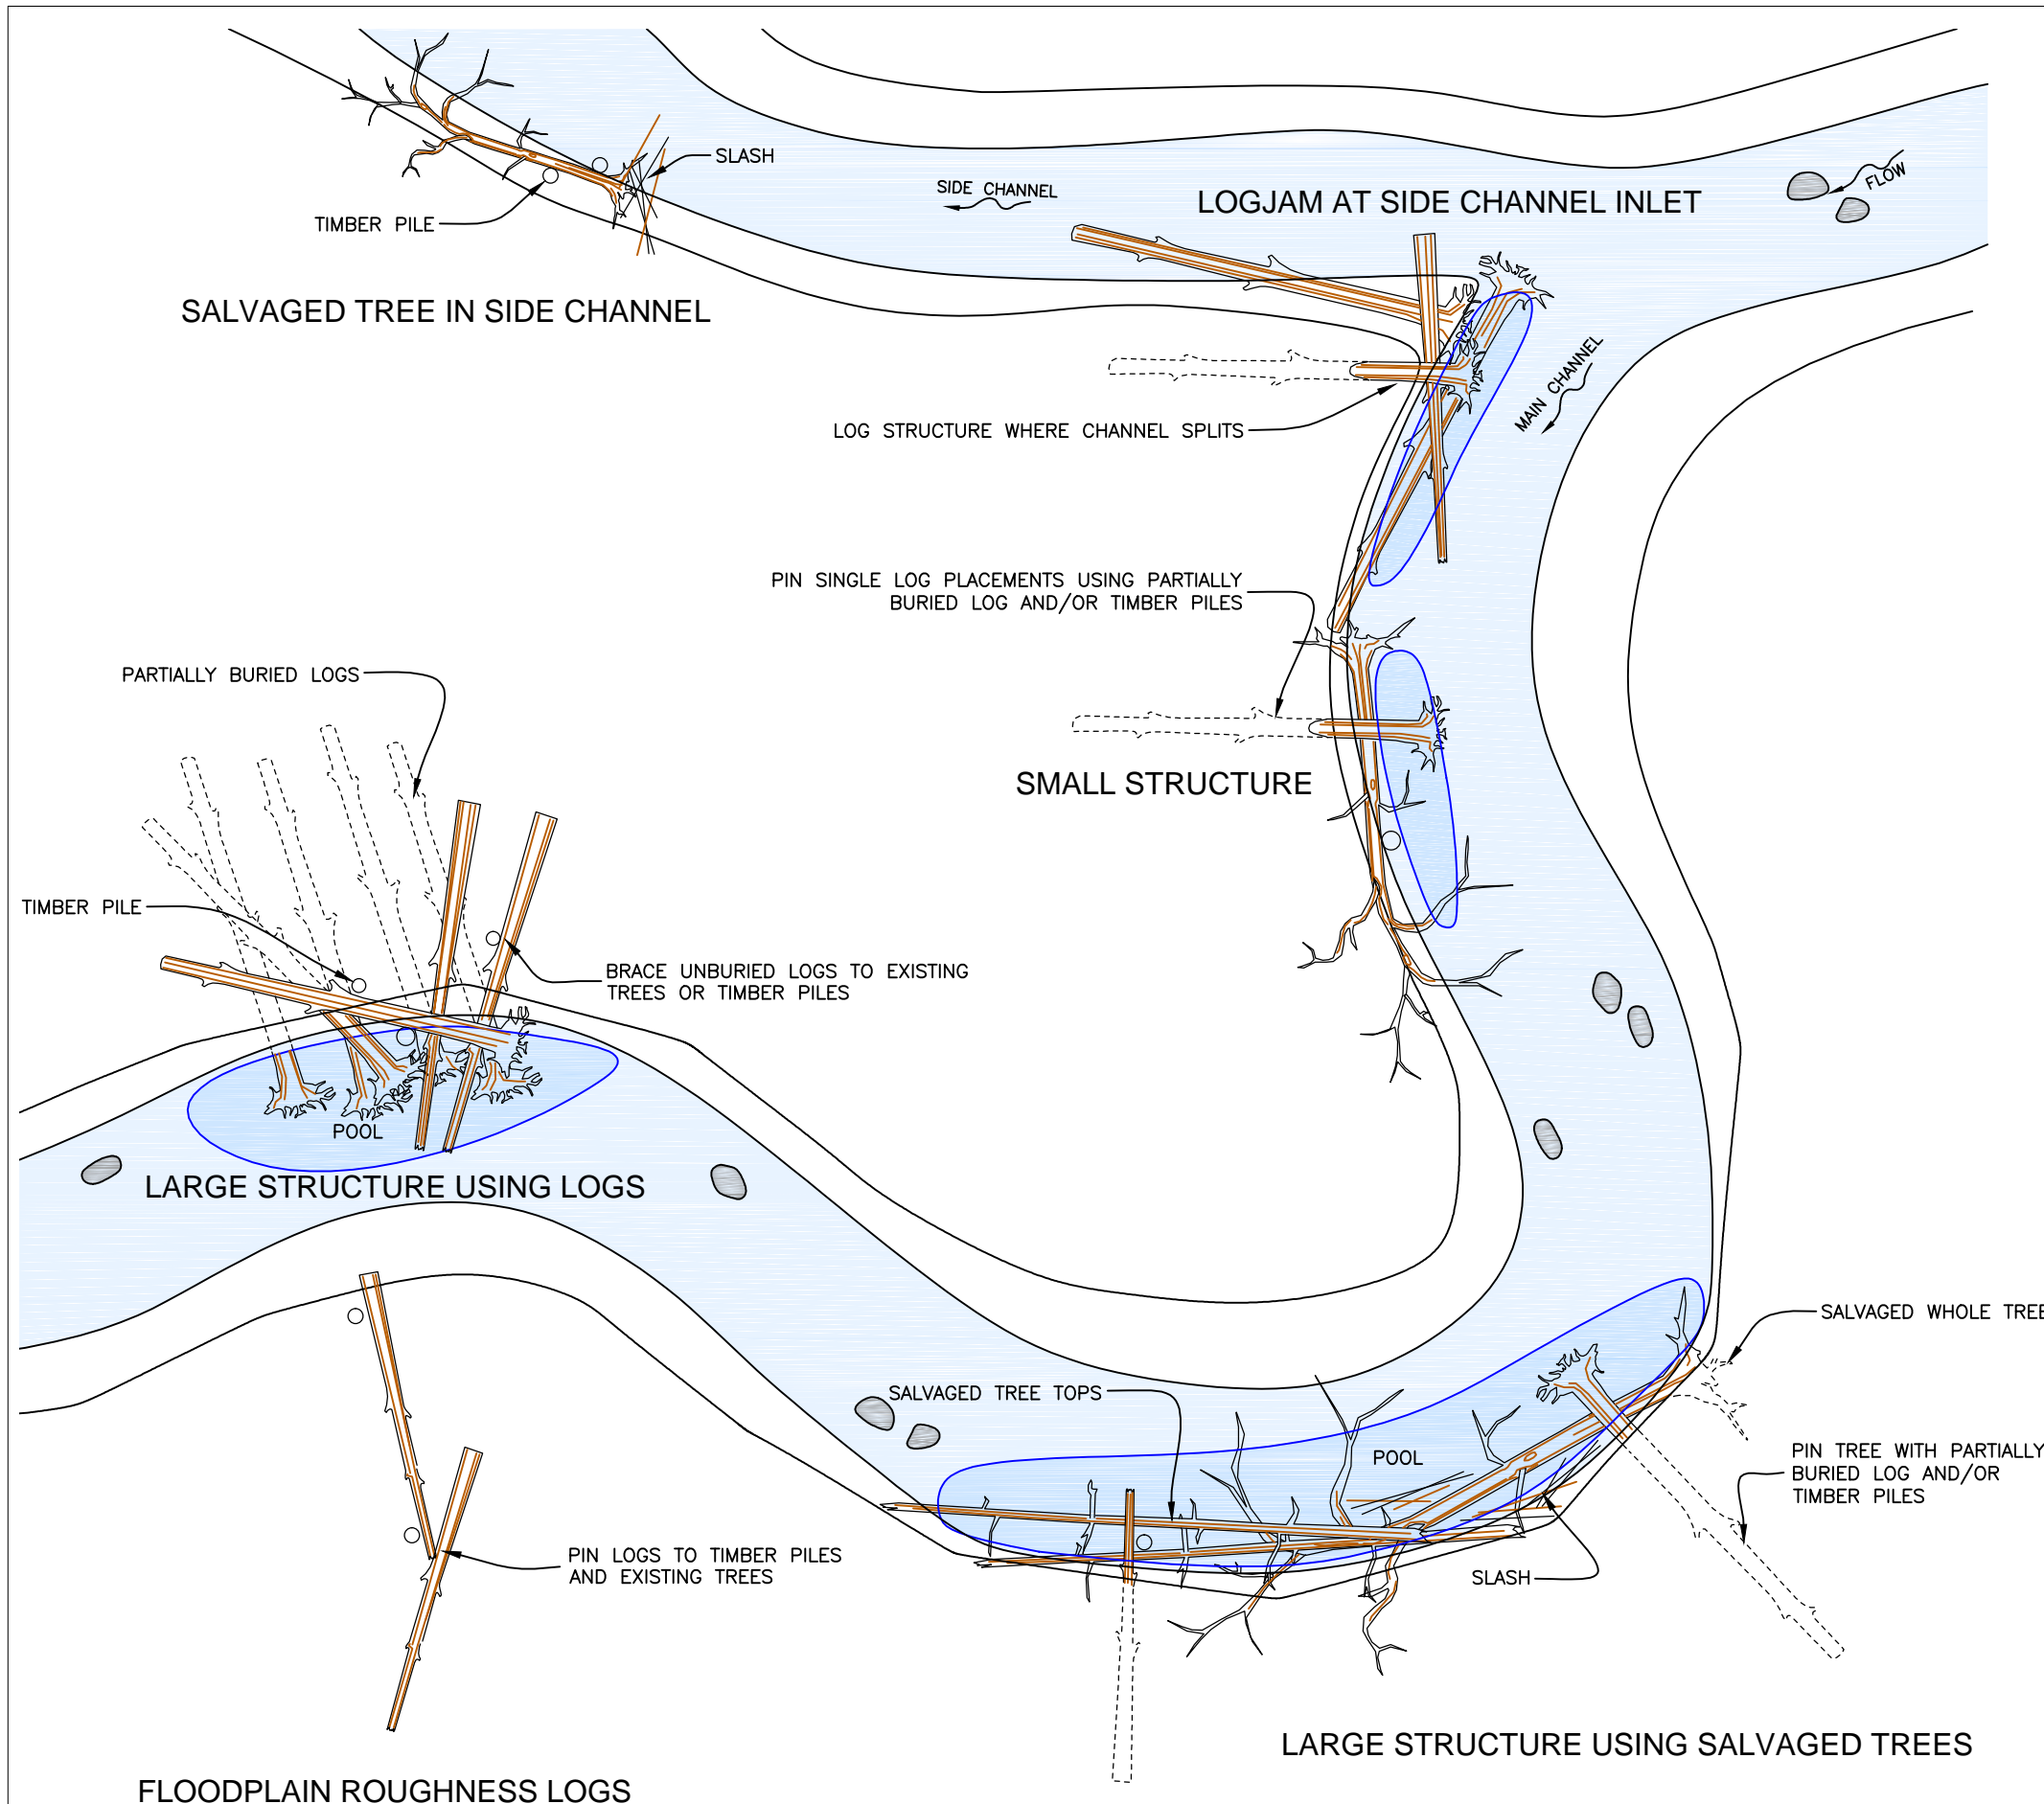 SLASH
SIDE CHANNEL
LOGJAM AT SIDE CHANNEL INLET
FLOW
TIMBER PILE
SALVAGED TREE IN SIDE CHANNEL
MAIN CHANNEL
LOG STRUCTURE WHERE CHANNEL SPLITS
PIN SINGLE LOG PLACEMENTS USING PARTIALLY
BURIED LOG AND/OR TIMBER PILES
PARTIALLY BURIED LOGS
SMALL STRUCTURE
TIMBER PILE
BRACE UNBURIED LOGS TO EXISTING
TREES OR TIMBER PILES
POOL
LARGE STRUCTURE USING LOGS
SALVAGED WHOLE TREE
SALVAGED TREE TOPS
POOL
PIN TREE WITH PARTIALLY
BURIED LOG AND/OR
TIMBER PILES
PIN LOGS TO TIMBER PILES
AND EXISTING TREES
SLASH
LARGE STRUCTURE USING SALVAGED TREES
FLOODPLAIN ROUGHNESS LOGS